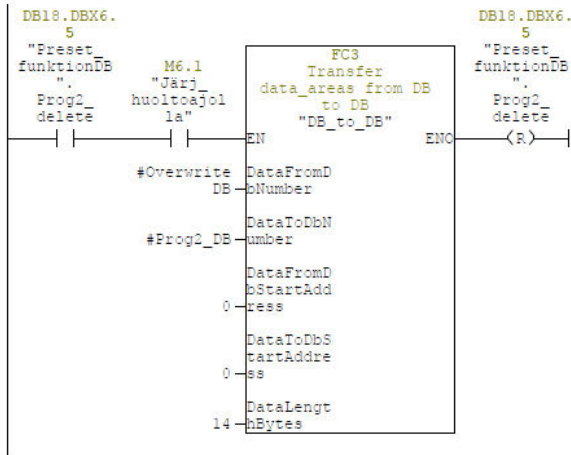 DB18.DBX6.
5
"Preset_
funktionDB
".
Prog2_
delete
M6.1
"Järj_
huoltoajol
la"
FC3
Transfer
data_areas from DB
to DB
"DB_to_DB"
EN
ENO
DB18.DBX6.
5
"Preset_
funktionDB
".
Prog2_
delete
(R)
#Overwrite
DB
DataFromD
bNumber
#Prog2_DB
DataToDbN
umber
0
DataFromD
bStartAdd
ress
0
DataToDbS
tartAddre
ss
14
DataLengt
hBytes